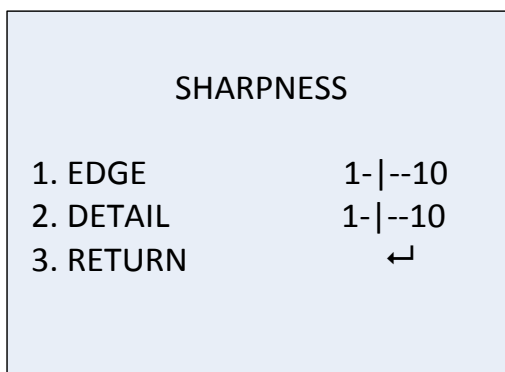 SHARPNESS
1. EDGE 1-|--10
2. DETAIL 1-|--10
3. RETURN ↵